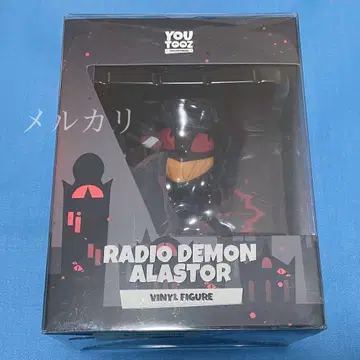 YOU
TOOZ
メルカリ
RADIO DEMON
ALASTOR
VINYL FIGURE